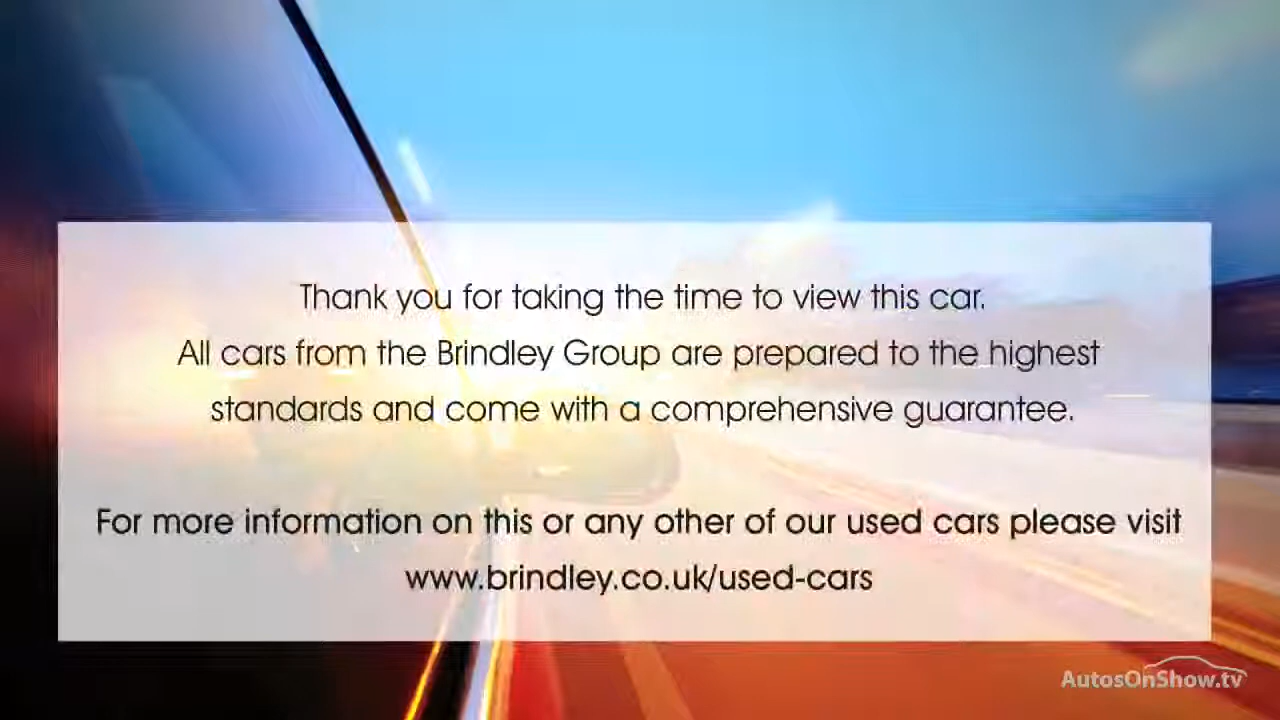 Thank you for taking the time to view this car.
All cars from the Brindley Group are prepared to the highest
standards and come with a comprehensive guarantee.
For more information on this or any other of our used cars please visit
www.brindley.co.uk/used-cars
AutosOnShow.tv